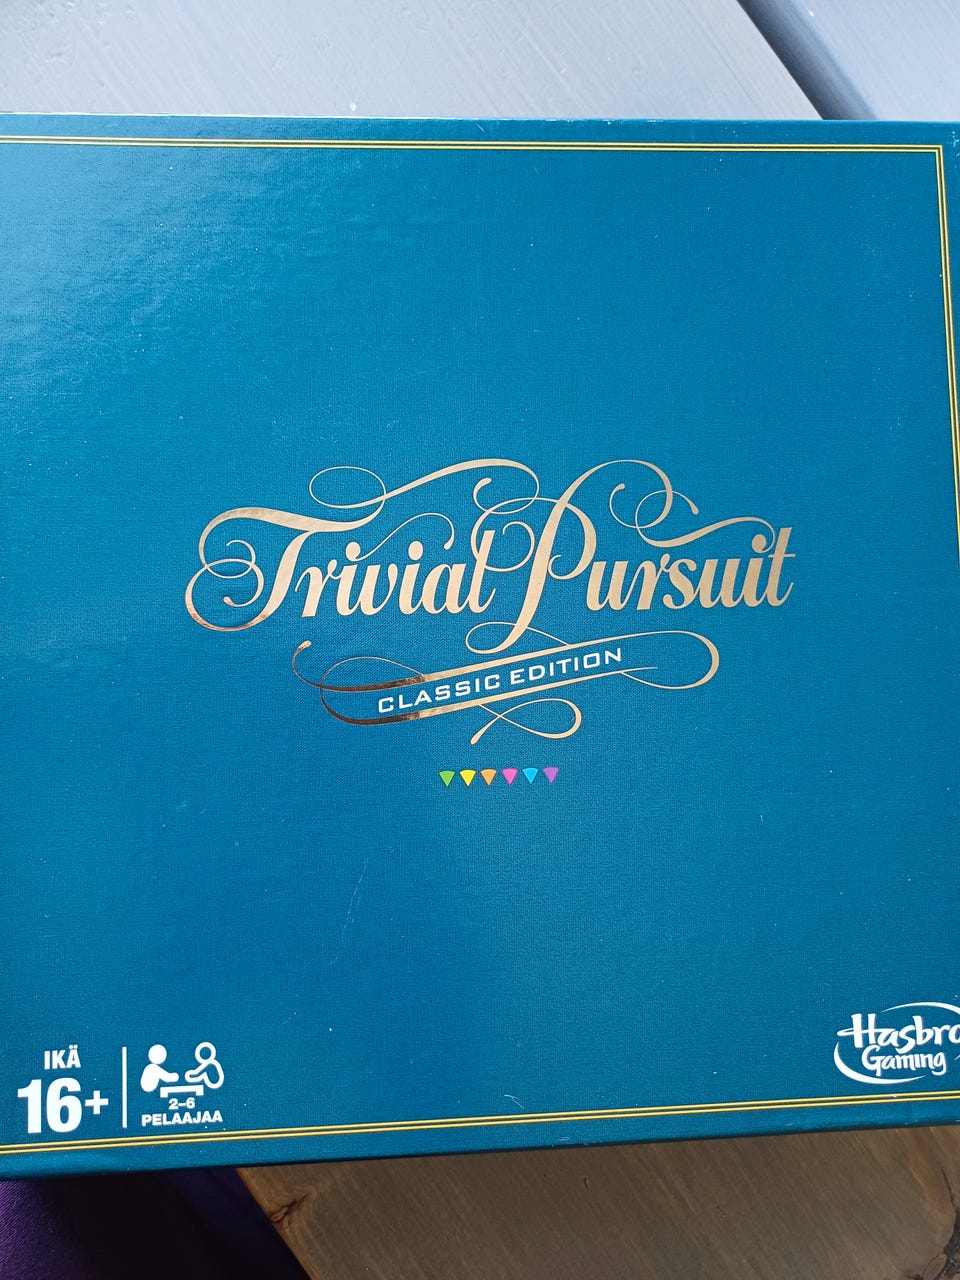 Trivial Pursuit
CLASSIC EDITION
IKÄ
16+
2-6
PELAAJAA
Hasbro
Gaming